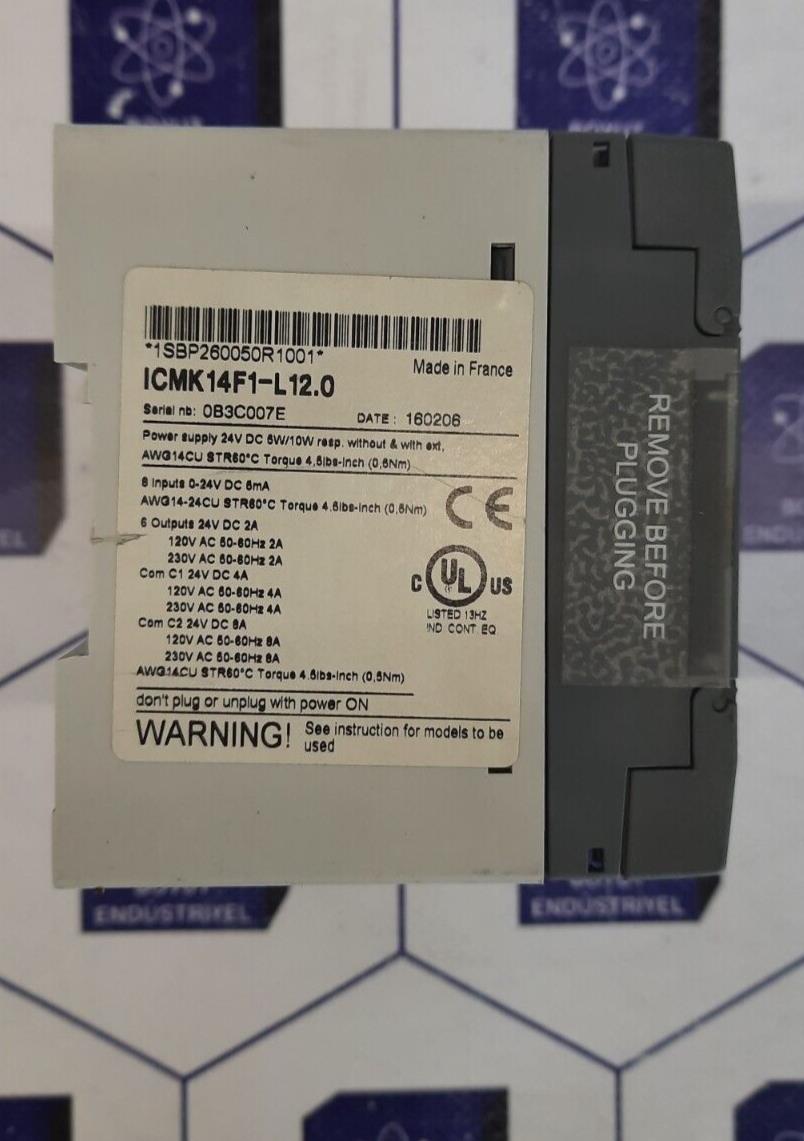 *1SBP260050R1001*
Made in France
ICMK14F1-L12.0
Serial nb: 0B3C007E
DATE : 160206
Power supply 24V DC 6W/10W resp. without & with ext.
AWG14CU STR60°C Torque 4,5lbs-inch (0,5Nm)
8 Inputs 0-24V DC 5mA
AWG14-24CU STR60°C Torque 4,5lbs-inch (0,5Nm)
6 Outputs 24V DC 2A
120V AC 50-60Hz 2A
230V AC 50-60Hz 2A
Com C1 24V DC 4A
120V AC 50-60Hz 4A
230V AC 50-60Hz 4A
Com C2 24V DC 8A
120V AC 50-60Hz 8A
230V AC 50-60Hz 8A
AWG14CU STR60°C Torque 4.5lbs-inch (0,5Nm)
CE
C UL US
LISTED 13HZ
IND CONT. EQ
don't plug or unplug with power ON
WARNING! See instruction for models to be
used
REMOVE BEFORE
PLUGGING
ENDÜSTRİYEL
ENDÜSTRİYEL